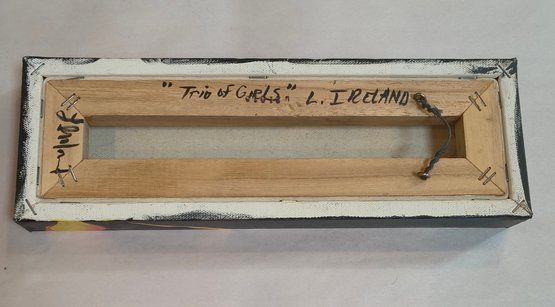 "Trio of Girls" L. IRELAND